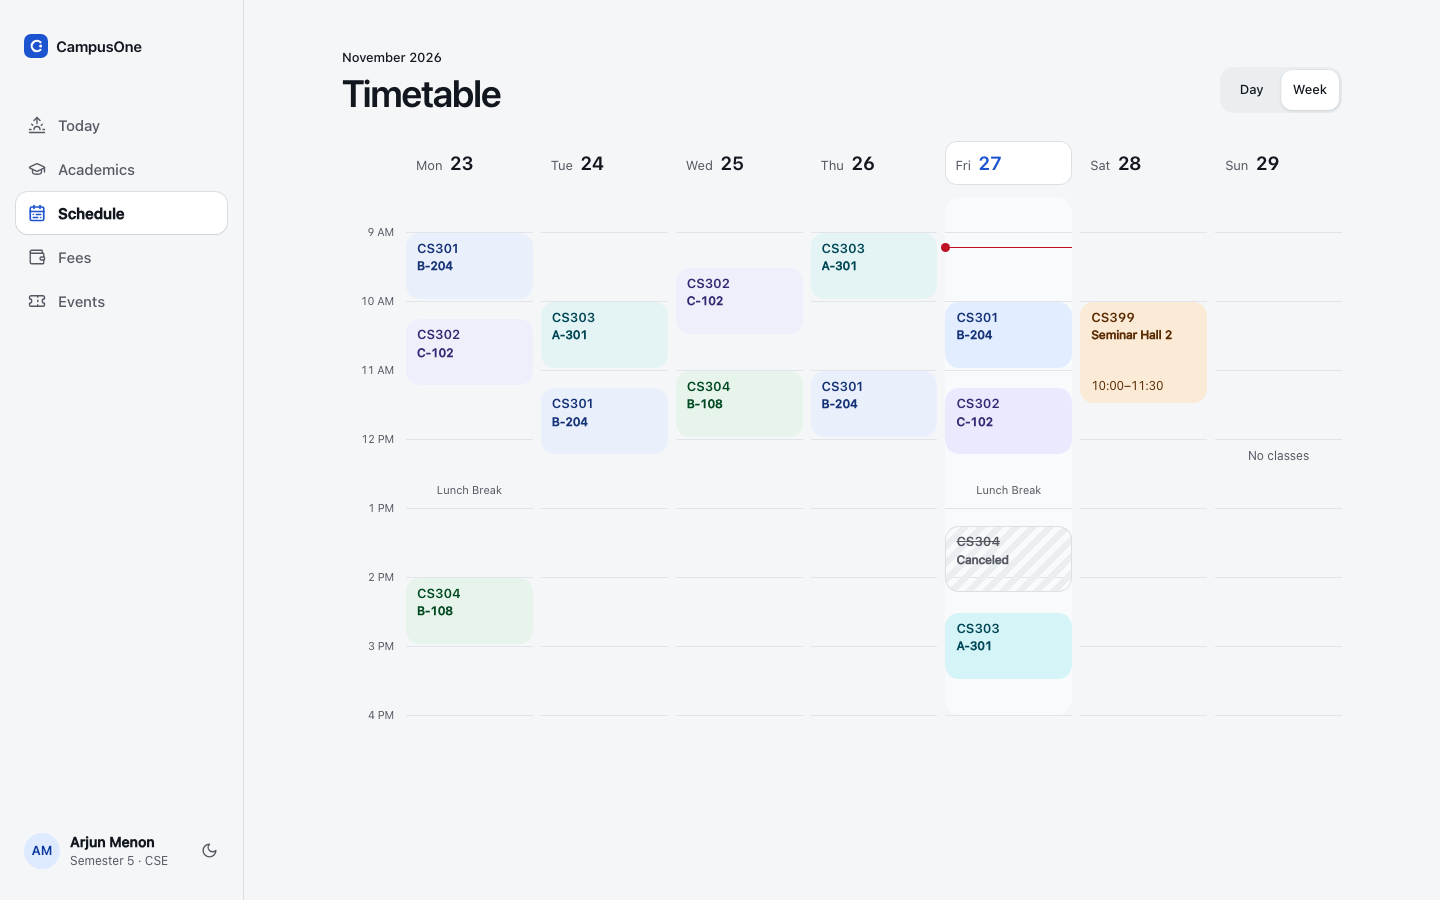 CampusOne
Today
Academics
Schedule
Fees
Events
Arjun Menon
Semester 5 · CSE
AM
November 2026
Timetable
Day
Week
Mon 23
Tue 24
Wed 25
Thu 26
Fri 27
Sat 28
Sun 29
9 AM
10 AM
11 AM
12 PM
1 PM
2 PM
3 PM
4 PM
CS301
B-204
CS302
C-102
Lunch Break
CS304
B-108
CS303
A-301
CS301
B-204
CS302
C-102
CS304
B-108
CS303
A-301
CS301
B-204
CS301
B-204
CS302
C-102
Lunch Break
CS304
Canceled
CS303
A-301
CS399
Seminar Hall 2
10:00–11:30
No classes